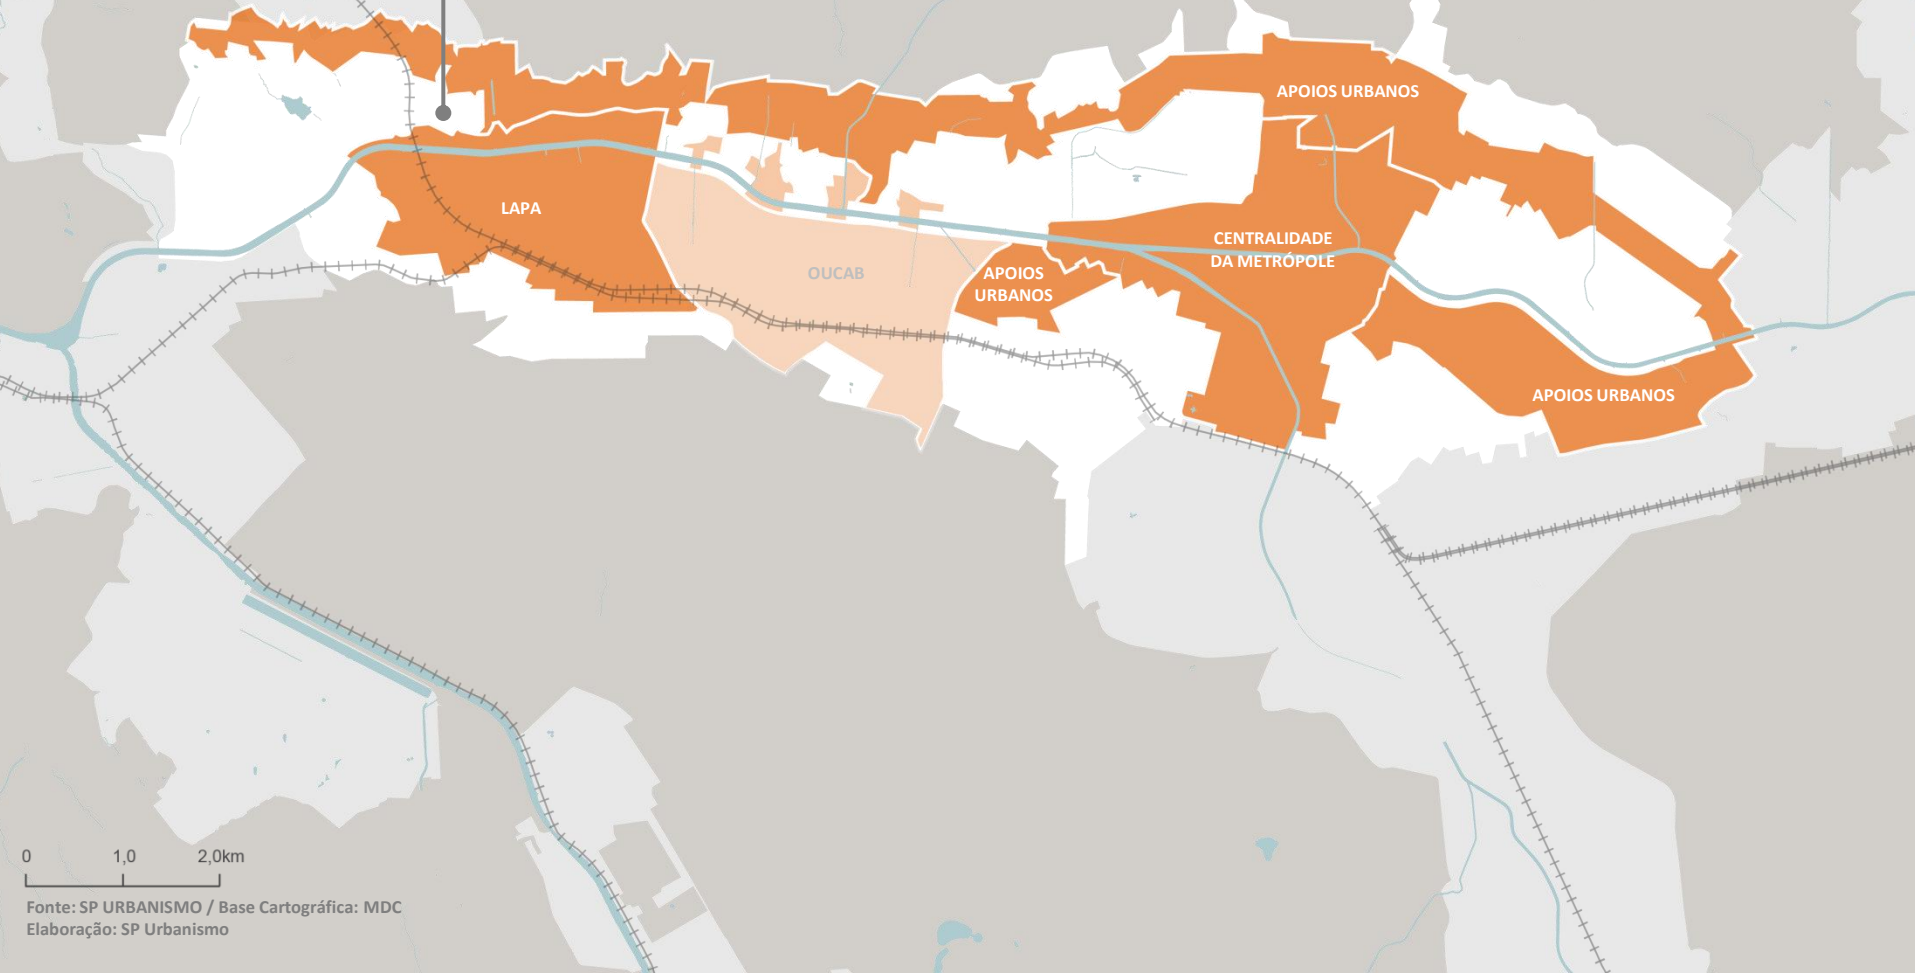 APOIOS URBANOS
LAPA
CENTRALIDADE
DA METRÓPOLE
OUCAB
APOIOS
URBANOS
APOIOS URBANOS
0 1,0 2,0km
Fonte: SP URBANISMO / Base Cartográfica: MDC
Elaboração: SP Urbanismo